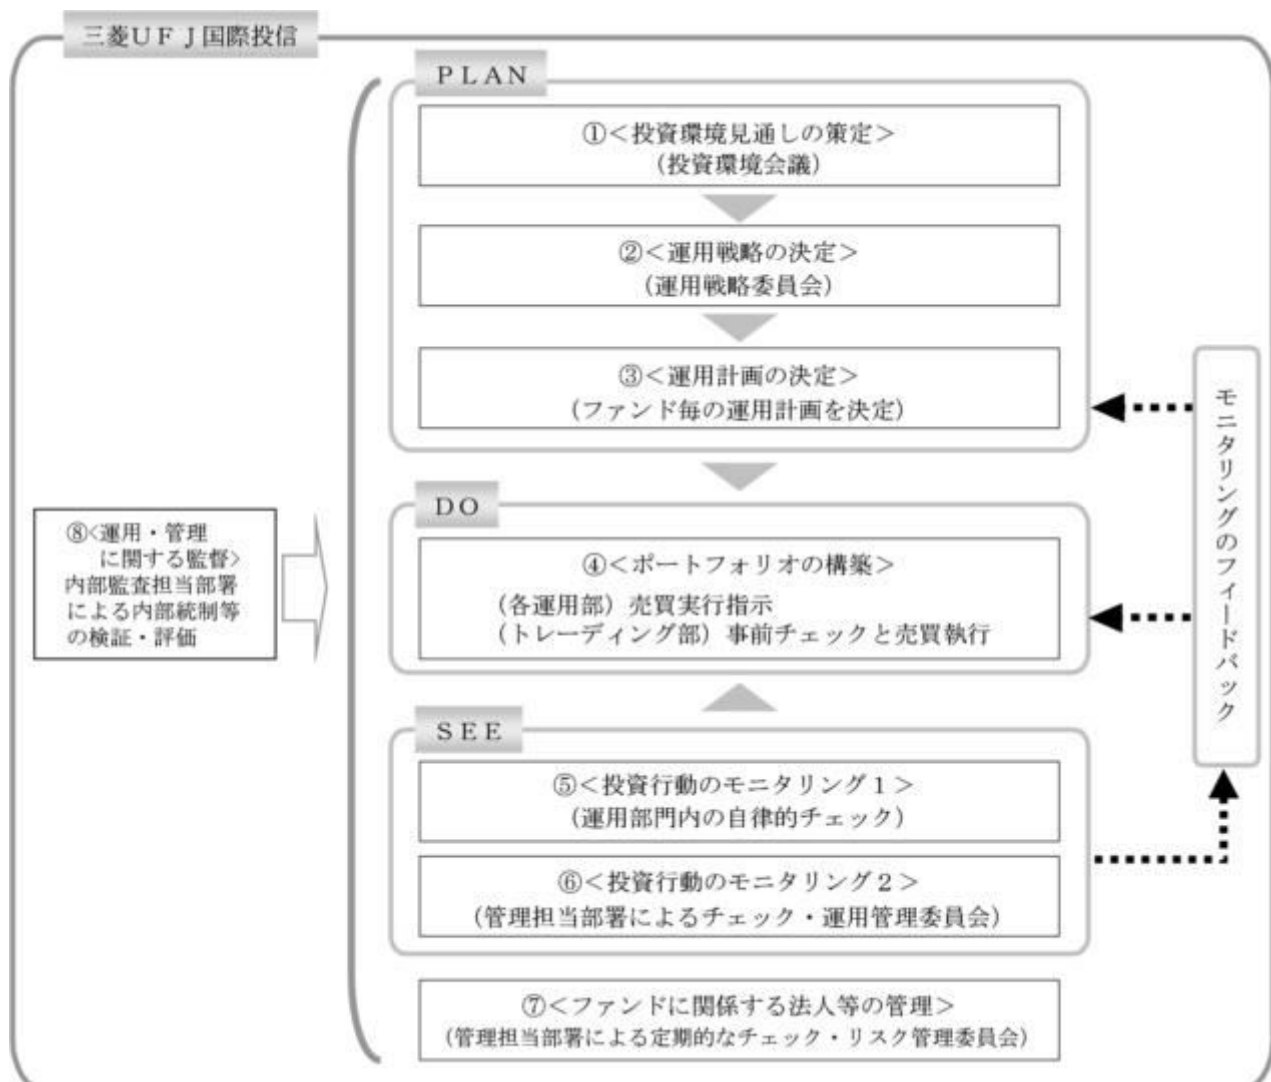 三菱UFJ国際投信
PLAN
①<投資環境見通しの策定>
(投資環境会議)
②<運用戦略の決定>
(運用戦略委員会)
③<運用計画の決定>
(ファンド毎の運用計画を決定)
DO
④<ポートフォリオの構築>
(各運用部)売買実行指示
(トレーディング部)事前チェックと売買執行
SEE
⑤<投資行動のモニタリング1>
(運用部門内の自律的チェック)
⑥<投資行動のモニタリング2>
(管理担当部署によるチェック・運用管理委員会)
⑦<ファンドに関係する法人等の管理>
(管理担当部署による定期的なチェック・リスク管理委員会)
⑧<運用・管理
に関する監督>
内部監査担当部署
による内部統制等
の検証・評価
モニタリングのフィードバック